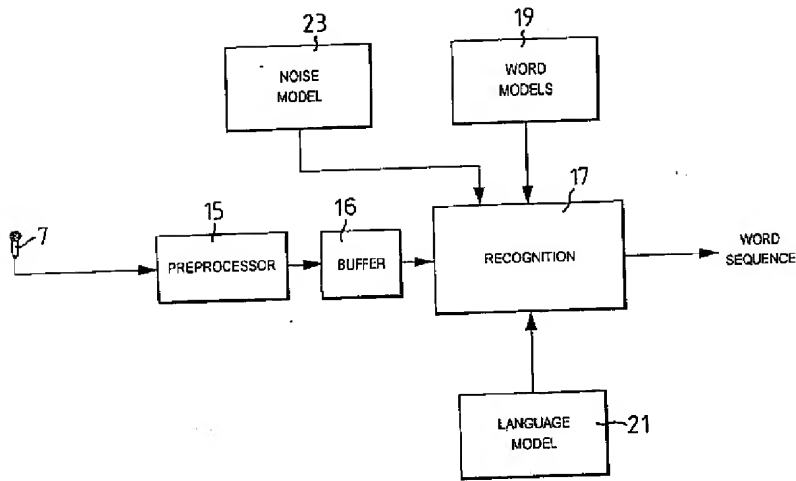 23
NOISE
MODEL
19
WORD
MODELS
7
15
PREPROCESSOR
16
BUFFER
17
RECOGNITION
WORD
SEQUENCE
LANGUAGE
MODEL
21